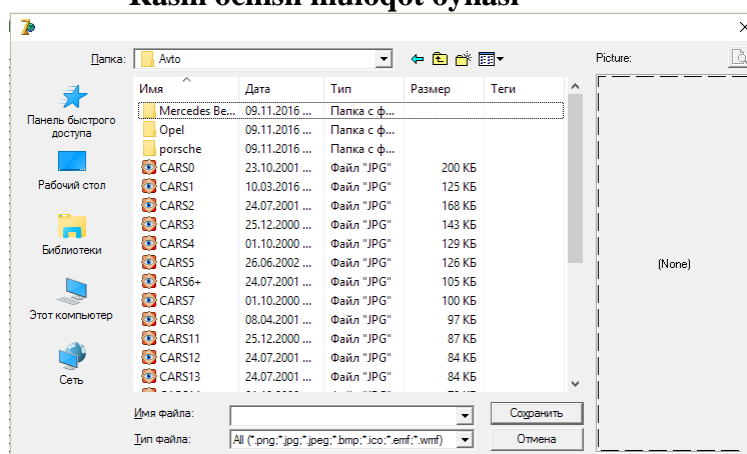 Rasm ochish muloqot oynasi
Папка: Avto
Picture:
Имя Дата Тип Размер Теги
Mercedes Be... 09.11.2016 ... Папка с ф...
Opel 09.11.2016 ... Папка с ф...
porsche 09.11.2016 ... Папка с ф...
CARS0 23.10.2001 ... Файл "JPG" 200 КБ
CARS1 10.03.2016 ... Файл "JPG" 125 КБ
CARS2 24.07.2001 ... Файл "JPG" 168 КБ
CARS3 25.12.2000 ... Файл "JPG" 143 КБ
CARS4 01.10.2000 ... Файл "JPG" 129 КБ
CARS5 26.06.2002 ... Файл "JPG" 126 КБ
CARS6+ 24.07.2001 ... Файл "JPG" 105 КБ
CARS7 01.10.2000 ... Файл "JPG" 100 КБ
CARS8 08.04.2001 ... Файл "JPG" 97 КБ
CARS11 25.12.2000 ... Файл "JPG" 87 КБ
CARS12 24.07.2001 ... Файл "JPG" 84 КБ
CARS13 24.07.2001 ... Файл "JPG" 84 КБ
Панель быстрого
доступа
Рабочий стол
Библиотеки
Этот компьютер
Сеть
(None)
Имя файла:
Сохранить
Тип файла: All (*.png;*.jpg;*.jpeg;*.bmp;*.ico;*.emf;*.wmf)
Отмена